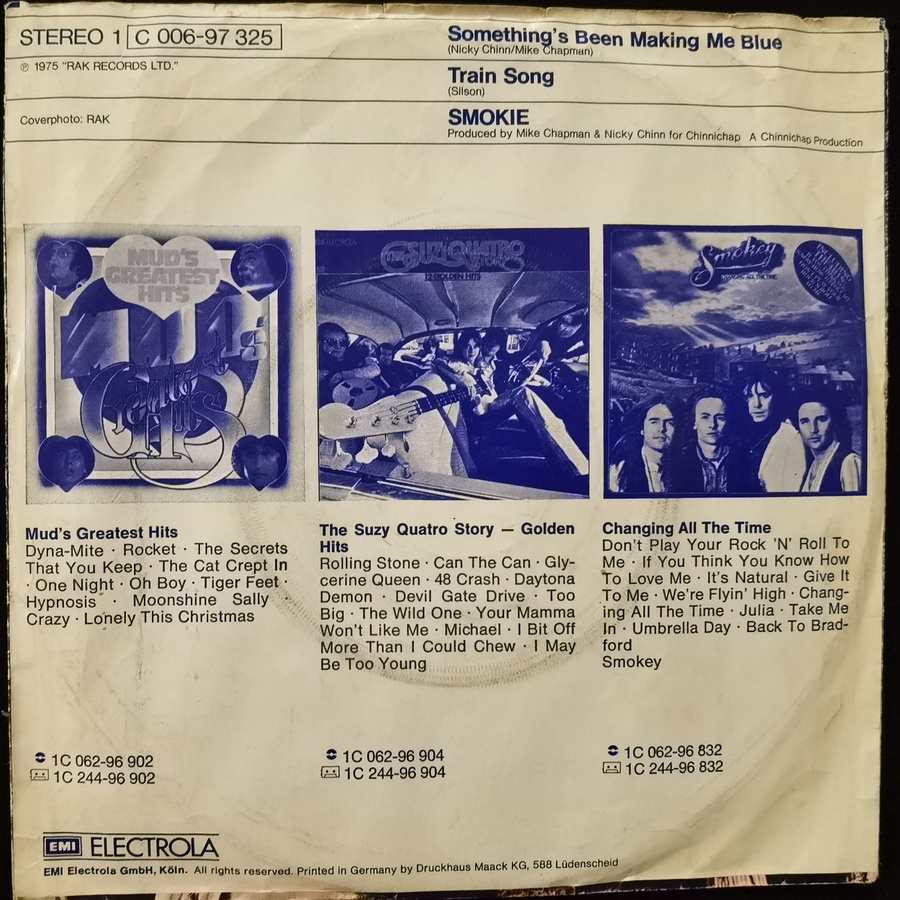 STEREO 1 C 006-97 325
℗ 1975 "RAK RECORDS LTD."
Coverphoto: RAK
Something's Been Making Me Blue
(Nicky Chinn/Mike Chapman)
Train Song
(Silson)
SMOKIE
Produced by Mike Chapman & Nicky Chinn for Chinnichap A Chinnichap Production
MUD'S
GREATEST
HITS
SUZI QUATRO
STORY
12 GOLDEN HITS
Smokey
CHANGING ALL THE TIME
Mud's Greatest Hits
Dyna-Mite · Rocket · The Secrets
That You Keep · The Cat Crept In
· One Night · Oh Boy · Tiger Feet ·
Hypnosis · Moonshine Sally ·
Crazy · Lonely This Christmas
The Suzy Quatro Story — Golden
Hits
Rolling Stone · Can The Can · Gly-
cerine Queen · 48 Crash · Daytona
Demon · Devil Gate Drive · Too
Big · The Wild One · Your Mamma
Won't Like Me · Michael · I Bit Off
More Than I Could Chew · I May
Be Too Young
Changing All The Time
Don't Play Your Rock 'N' Roll To
Me · If You Think You Know How
To Love Me · It's Natural · Give It
To Me · We're Flyin' High · Chang-
ing All The Time · Julia · Take Me
In · Umbrella Day · Back To Brad-
ford
Smokey
1C 062-96 902
1C 244-96 902
1C 062-96 904
1C 244-96 904
1C 062-96 832
1C 244-96 832
EMI ELECTROLA
EMI Electrola GmbH, Köln. All rights reserved. Printed in Germany by Druckhaus Maack KG, 588 Lüdenscheid